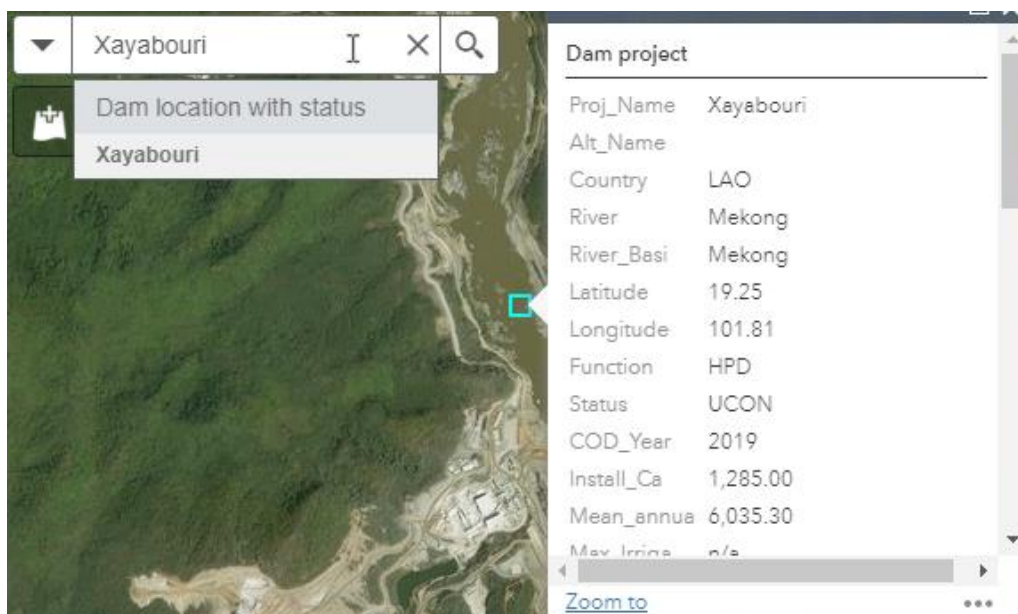 Xayabouri
Dam location with status
Xayabouri
Dam project
Proj_Name Xayabouri
Alt_Name
Country LAO
River Mekong
River_Basi Mekong
Latitude 19.25
Longitude 101.81
Function HPD
Status UCON
COD_Year 2019
Install_Ca 1,285.00
Mean_annua 6,035.30
Max_Irriga n/a
Zoom to